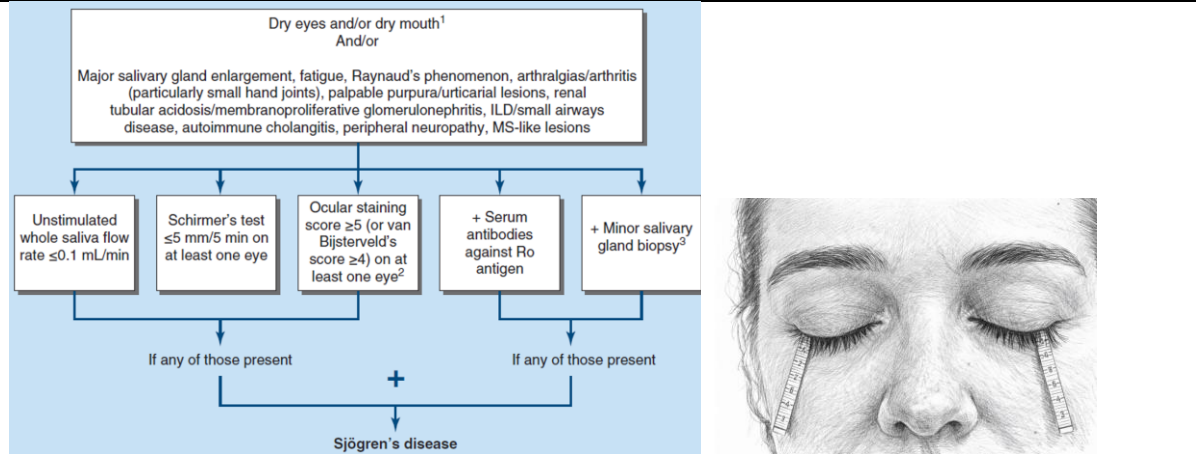 Dry eyes and/or dry mouth1
And/or
Major salivary gland enlargement, fatigue, Raynaud’s phenomenon, arthralgias/arthritis
(particularly small hand joints), palpable purpura/urticarial lesions, renal
tubular acidosis/membranoproliferative glomerulonephritis, ILD/small airways
disease, autoimmune cholangitis, peripheral neuropathy, MS-like lesions
Unstimulated
whole saliva flow
rate ≤0.1 mL/min
Schirmer’s test
≤5 mm/5 min on
at least one eye
Ocular staining
score ≥5 (or van
Bijsterveld’s
score ≥4) on at
least one eye2
+ Serum
antibodies
against Ro
antigen
+ Minor salivary
gland biopsy3
If any of those present
If any of those present
+
Sjögren’s disease